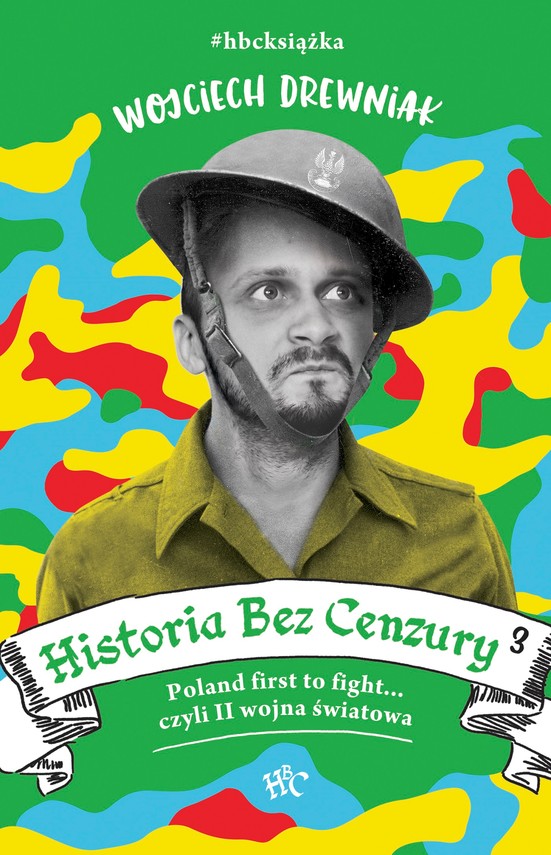 #hbcksiążka
WOJCIECH DREWNIAK
Historia Bez Cenzury 3
Poland first to fight...
czyli II wojna światowa
HBC